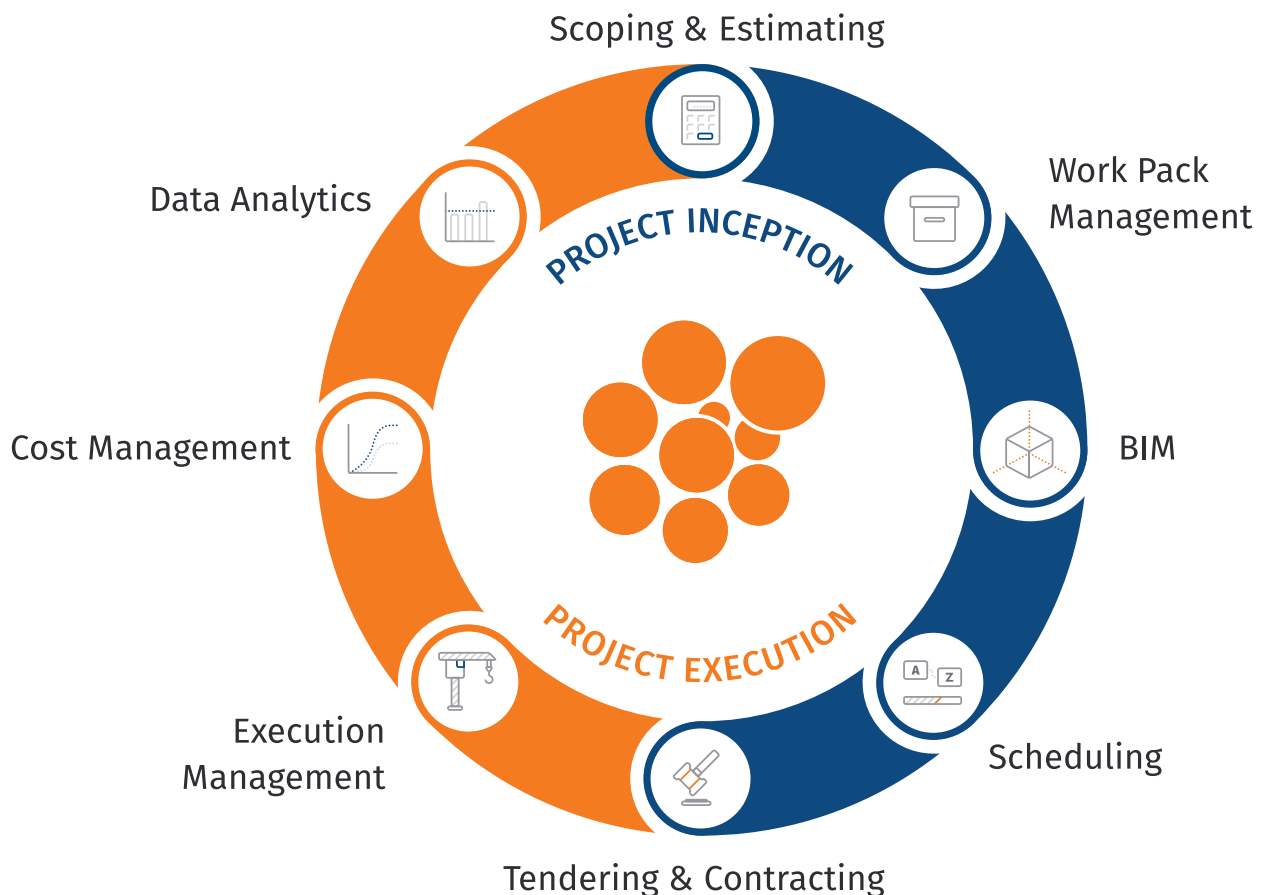 Scoping & Estimating
Work Pack
Management
Data Analytics
PROJECT INCEPTION
Cost Management
BIM
PROJECT EXECUTION
A
Z
Execution
Management
Scheduling
Tendering & Contracting